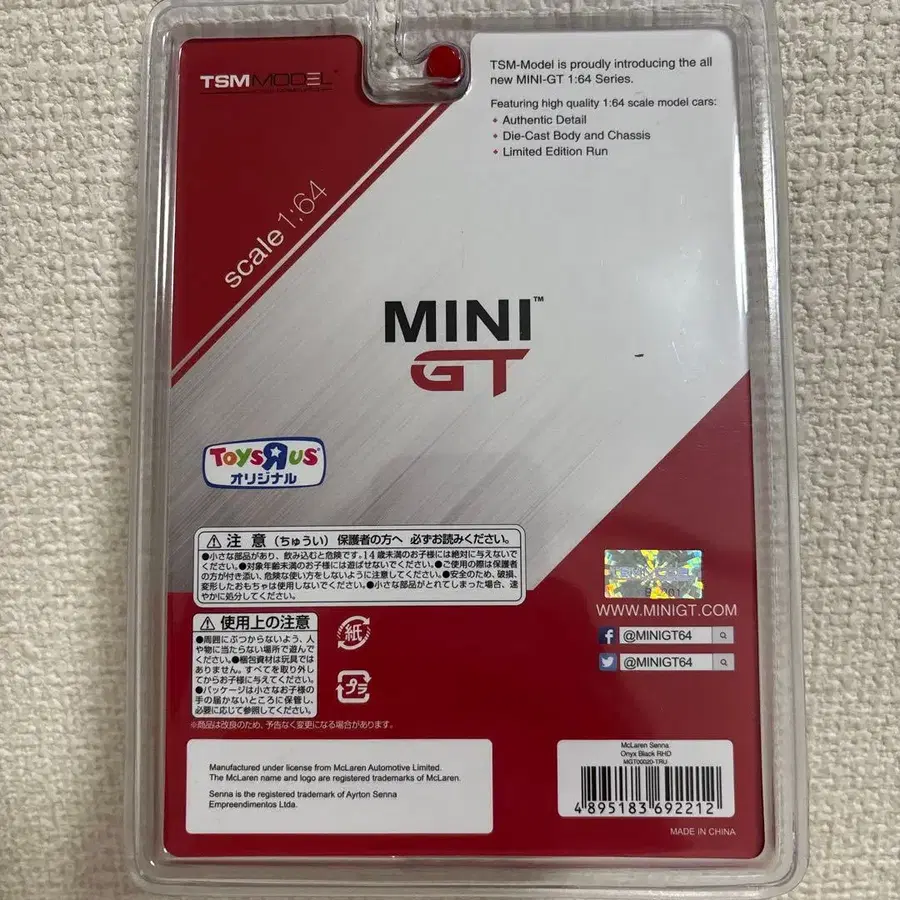 TSMMODEL
TSM-Model is proudly introducing the all
new MINI-GT 1:64 Series.
Featuring high quality 1:64 scale model cars:
Authentic Detail
Die-Cast Body and Chassis
Limited Edition Run
scale 1:64
MINI™
GT
ToysЯus
オリジナル
注 意 (ちゅうい) 保護者の方へ 必ずお読みください。
●小さな部品があり、飲み込むと危険です。14歳未満のお子様には絶対に与えないで
ください。●対象年齢未満のお子様には遊ばせないでください。●ご使用の際は保護者
の方が付き添い、危険な使い方をしないように注意してください。●安全のため、破損、
変形したおもちゃは使用しないでください。●小さな部品がとれてしまった場合、速
やかに処分してください。
使用上の注意
●周囲にぶつからないよう、人
や物に当たらない場所で遊んで
ください。●梱包資材は玩具では
ありません。すべてを取り外し
てからお子様に与えてください。
●パッケージは小さなお子様の
手の届かないところに保管し、
必要に応じて参照してください。
紙
プラ
※商品は改良のため、予告なく変更になる場合があります。
TSMMODEL
WWW.MINIGT.COM
@MINIGT64
@MINIGT64
Manufactured under license from McLaren Automotive Limited.
The McLaren name and logo are registered trademarks of McLaren.
Senna is the registered trademark of Ayrton Senna
Empreendimentos Ltda.
McLaren Senna
Onyx Black RHD
MGT00020-TRU
4 895183 692212
MADE IN CHINA